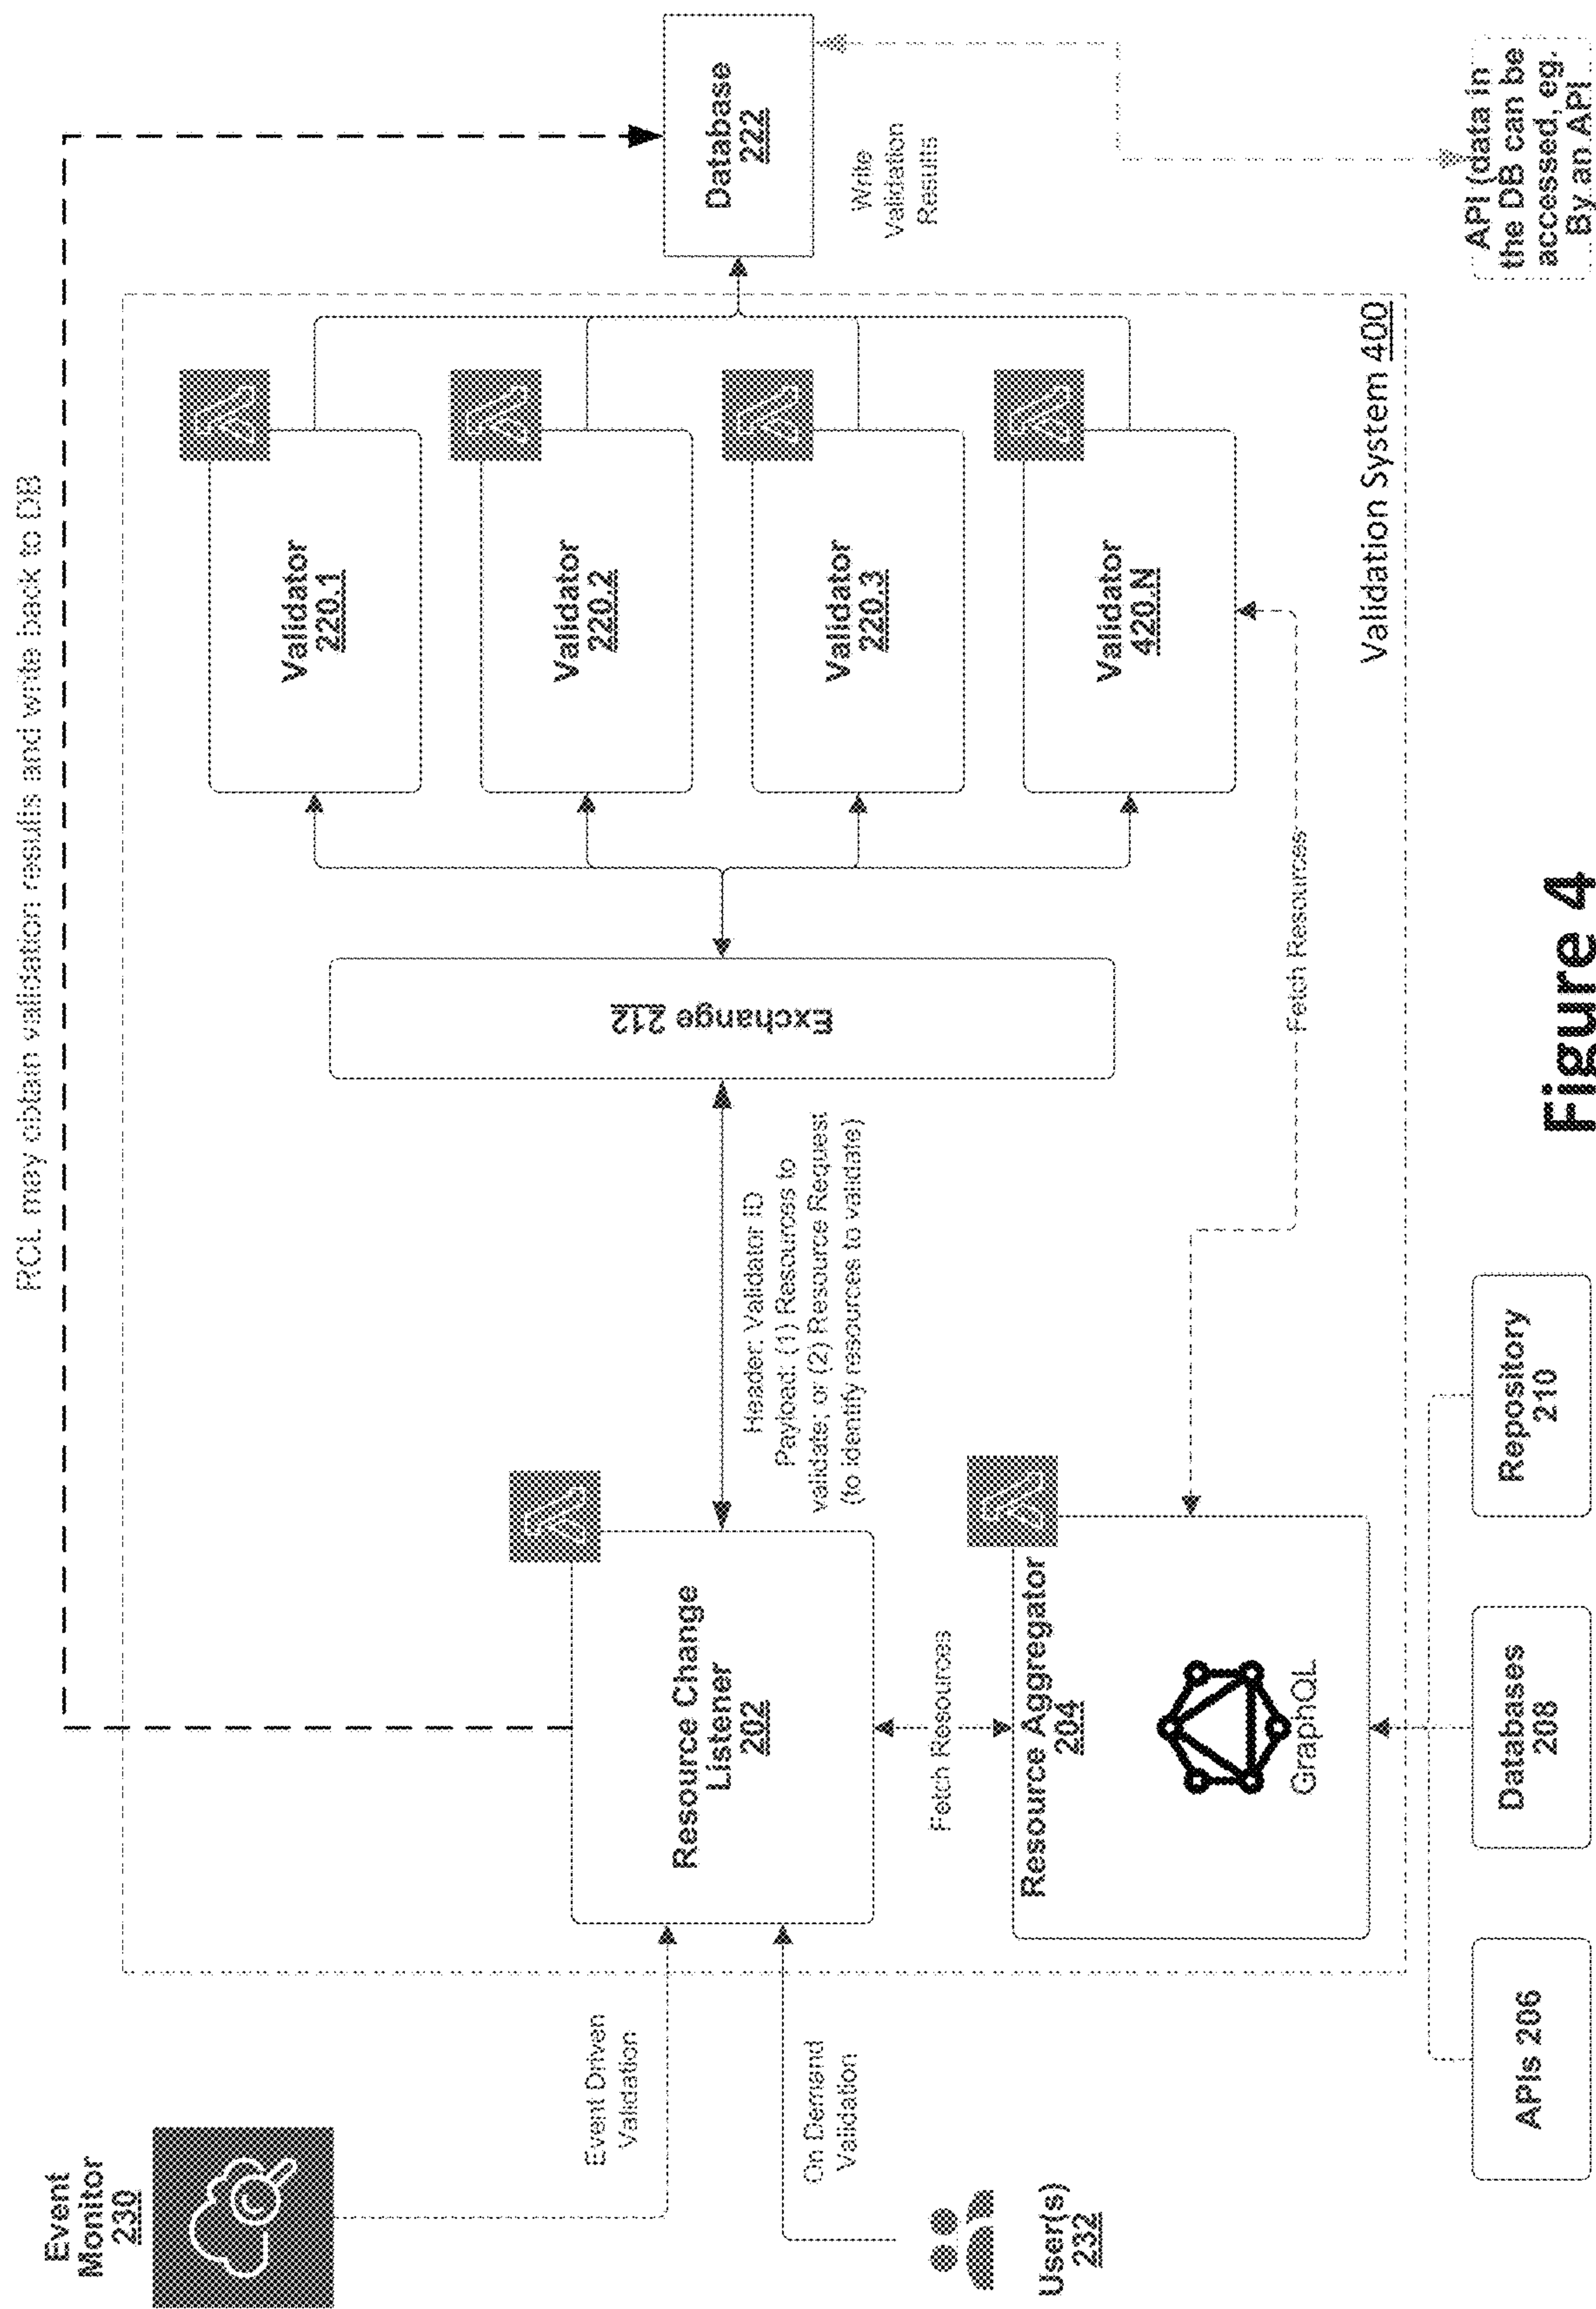 RCL may obtain validation results and write back to DB
Event
Monitor
230
Event Driven
Validation
On Demand
Validation
User(s)
232
Resource Change
Listener
202
Fetch Resources
Resource Aggregator
204
GraphQL
Header: Validator ID
Payload: (1) Resources to
validate; or (2) Resource Request
(to identify resources to validate)
Exchange 212
Validator
220.1
Validator
220.2
Validator
220.3
Validator
420.N
Fetch Resources
Validation System 400
Database
222
Write
Validation
Results
API (data in
the DB can be
accessed, eg.
By an API
APIs 206
Databases
208
Repository
210
Figure 4